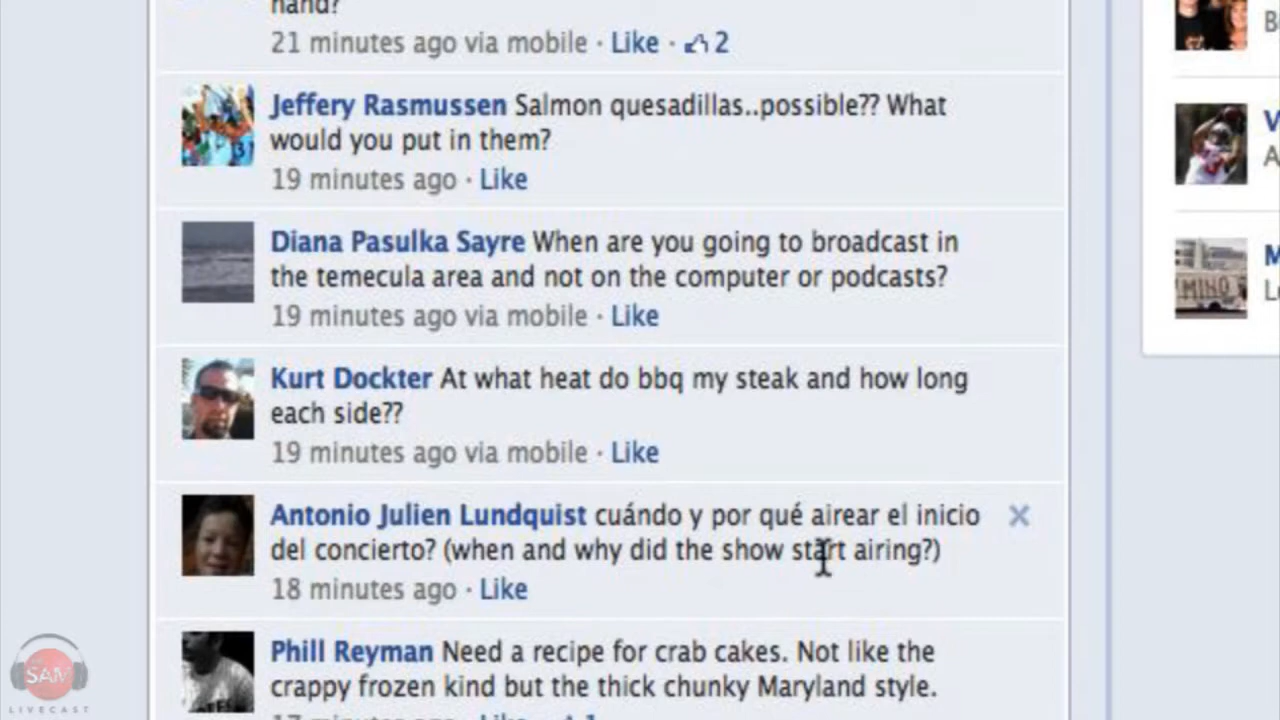 hand?
21 minutes ago via mobile · Like · 2
Jeffery Rasmussen Salmon quesadillas..possible?? What
would you put in them?
19 minutes ago · Like
Diana Pasulka Sayre When are you going to broadcast in
the temecula area and not on the computer or podcasts?
19 minutes ago via mobile · Like
Kurt Dockter At what heat do bbq my steak and how long
each side??
19 minutes ago via mobile · Like
Antonio Julien Lundquist cuándo y por qué airear el inicio
del concierto? (when and why did the show start airing?)
18 minutes ago · Like
Phill Reyman Need a recipe for crab cakes. Not like the
crappy frozen kind but the thick chunky Maryland style.
17 minutes ago · Like · 1
SAM
LIVECAST